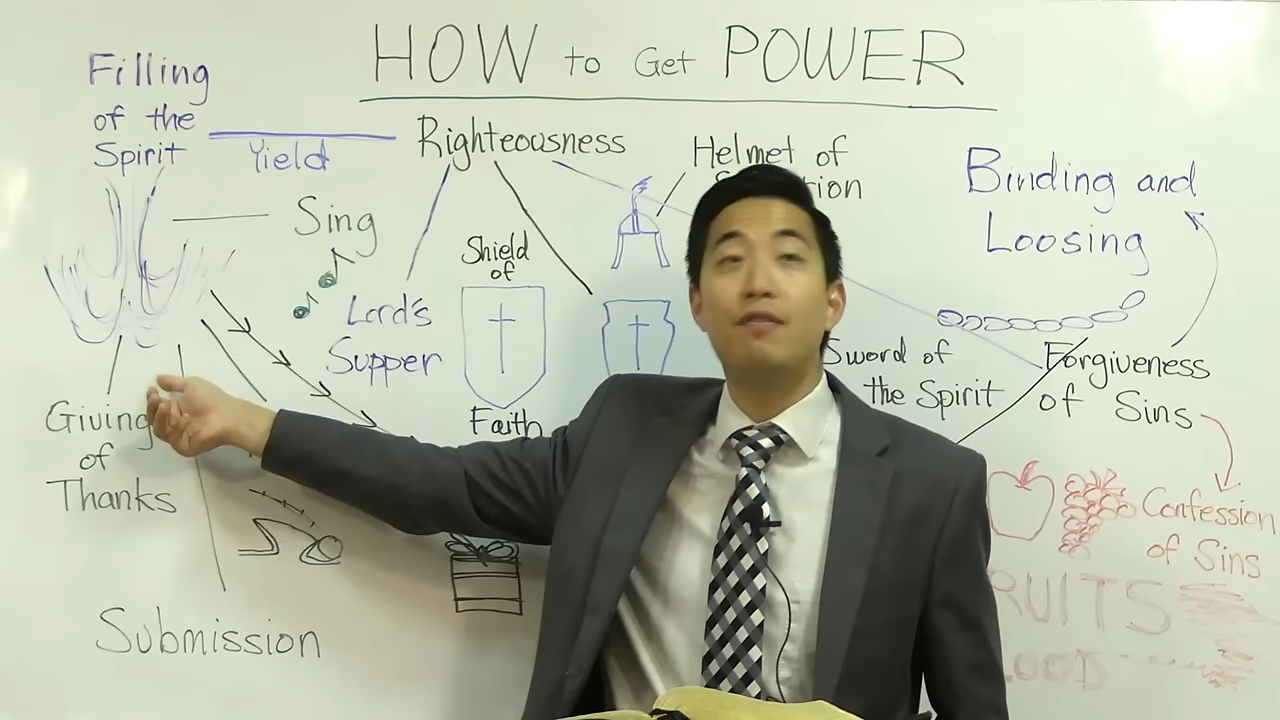 HOW to Get POWER
Filling
of the
Spirit
Yield
Righteousness
Helmet of
Sing
Shield
of
Faith
Lord's
Supper
Binding and
Loosing
Sword of
the Spirit
Forgiveness
of Sins
Giving
of
Thanks
Confession
of Sins
Submission